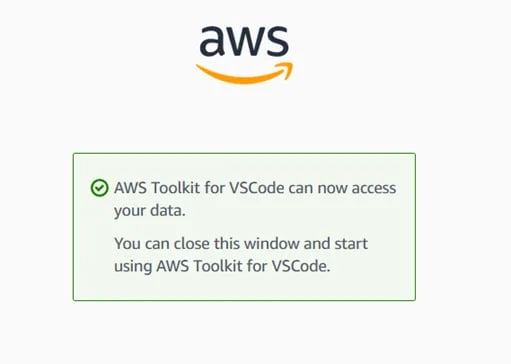 aws
AWS Toolkit for VSCode can now access
your data.
You can close this window and start
using AWS Toolkit for VSCode.